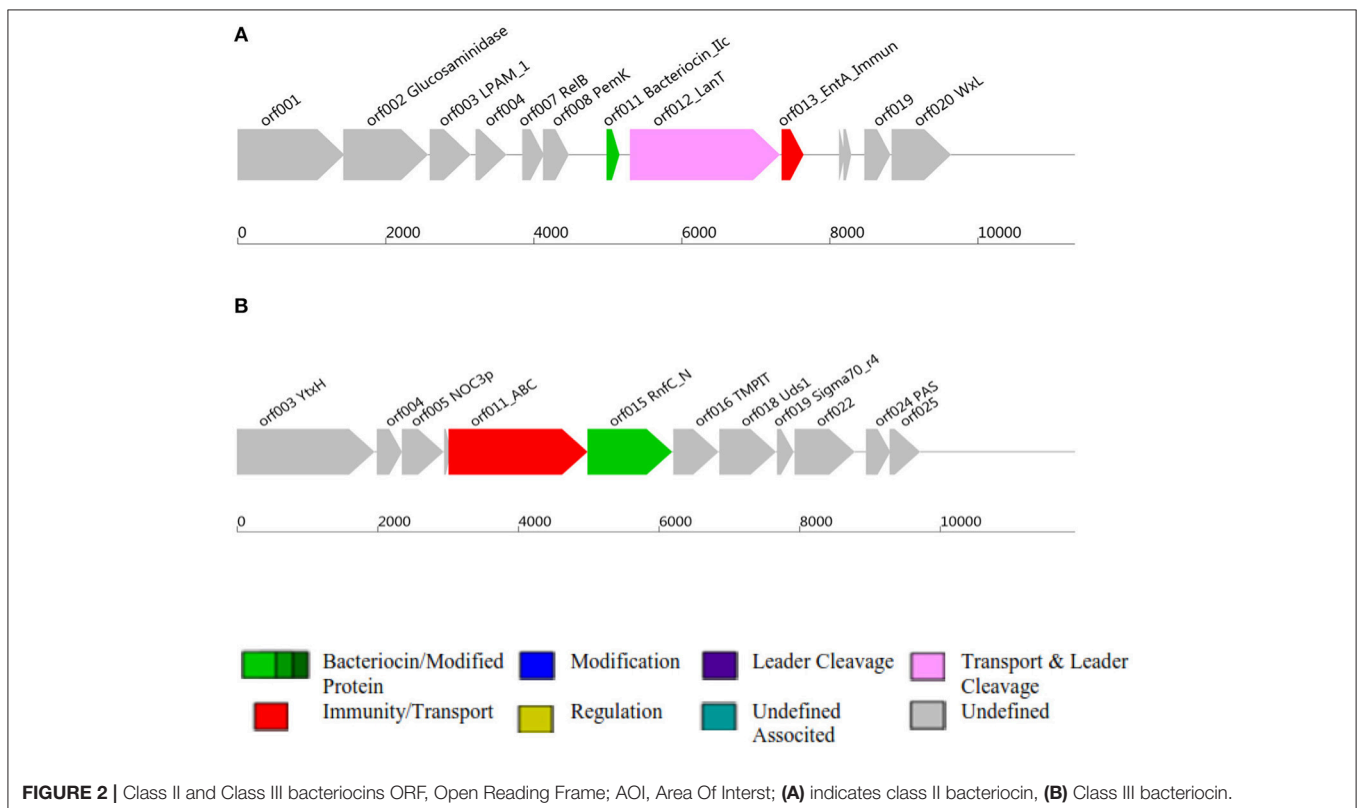 A
orf001
orf002 Glucosaminidase
orf003 LPAM_1
orf004
orf007 RelB
orf008 PemK
orf011 Bacteriocin_IIc
orf012_LanT
orf013_EntA_Immun
orf019
orf020 WxL
0 2000 4000 6000 8000 10000
B
orf003 YtxH
orf004
orf005 NOC3p
orf011_ABC
orf015 RnfC_N
orf016 TMPIT
orf018 Uds1
orf019 Sigma70_r4
orf022
orf024 PAS
orf025
0 2000 4000 6000 8000 10000
Bacteriocin/Modified Protein
Modification
Leader Cleavage
Transport & Leader Cleavage
Immunity/Transport
Regulation
Undefined Associted
Undefined
FIGURE 2 | Class II and Class III bacteriocins ORF, Open Reading Frame; AOI, Area Of Interst; (A) indicates class II bacteriocin, (B) Class III bacteriocin.